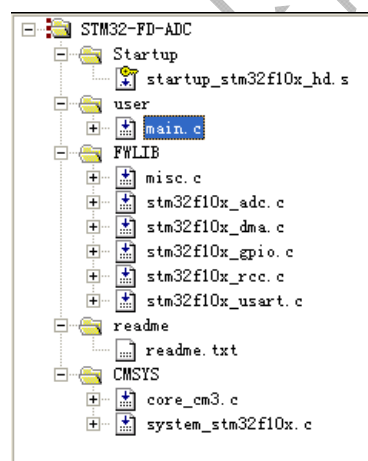 STM32-FD-ADC
Startup
startup_stm32f10x_hd.s
user
main.c
FWLIB
misc.c
stm32f10x_adc.c
stm32f10x_dma.c
stm32f10x_gpio.c
stm32f10x_rcc.c
stm32f10x_usart.c
readme
readme.txt
CMSYS
core_cm3.c
system_stm32f10x.c